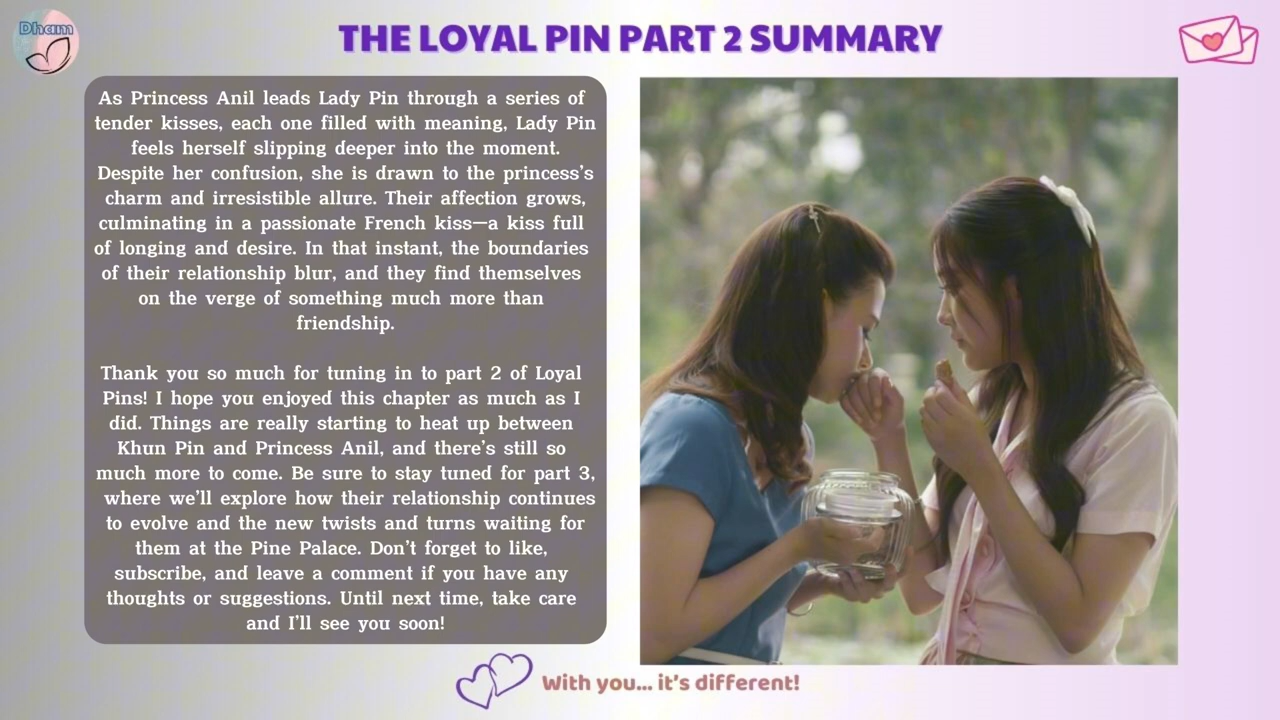 Dham
THE LOYAL PIN PART 2 SUMMARY
As Princess Anil leads Lady Pin through a series of
tender kisses, each one filled with meaning, Lady Pin
feels herself slipping deeper into the moment.
Despite her confusion, she is drawn to the princess's
charm and irresistible allure. Their affection grows,
culminating in a passionate French kiss—a kiss full
of longing and desire. In that instant, the boundaries
of their relationship blur, and they find themselves
on the verge of something much more than
friendship.
Thank you so much for tuning in to part 2 of Loyal
Pins! I hope you enjoyed this chapter as much as I
did. Things are really starting to heat up between
Khun Pin and Princess Anil, and there's still so
much more to come. Be sure to stay tuned for part 3,
where we'll explore how their relationship continues
to evolve and the new twists and turns waiting for
them at the Pine Palace. Don't forget to like,
subscribe, and leave a comment if you have any
thoughts or suggestions. Until next time, take care
and I'll see you soon!
With you... it's different!